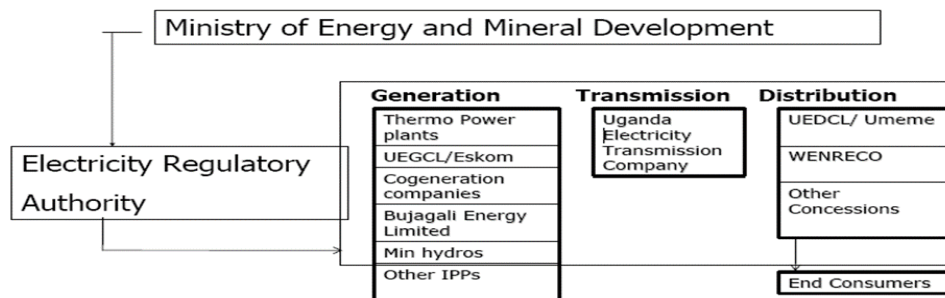 Ministry of Energy and Mineral Development
Generation
Thermo Power
plants
UEGCL/Eskom
Cogeneration
companies
Bujagali Energy
Limited
Min hydros
Other IPPs
Transmission
Uganda
Electricity
Transmission
Company
Distribution
UEDCL/ Umeme
WENRECO
Other
Concessions
Electricity Regulatory
Authority
End Consumers